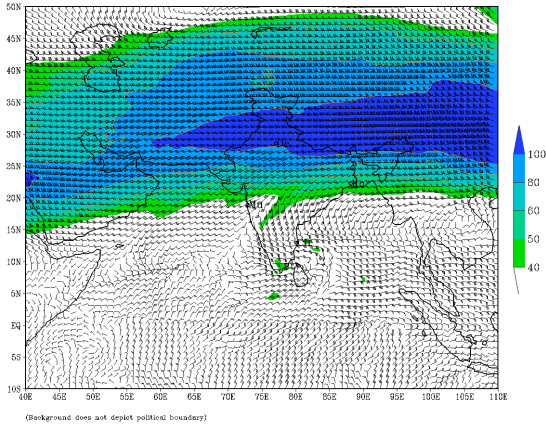 50N
45N
40N
35N
30N
25N
20N
15N
10N
5N
EQ
5S
10S
40E 45E 50E 55E 60E 65E 70E 75E 80E 85E 90E 95E 100E 105E 110E
100
80
60
50
40
(Background does not depict political boundary)